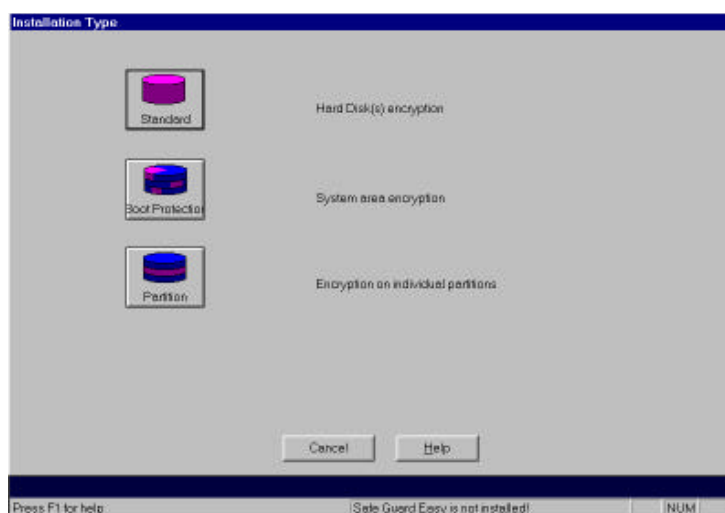 Installation Type
Standard
Hard Disk(s) encryption
Boot Protection
System area encryption
Partition
Encryption on individual partitions
Cancel
Help
Press F1 for help
Safe Guard Easy is not installed!
NUM